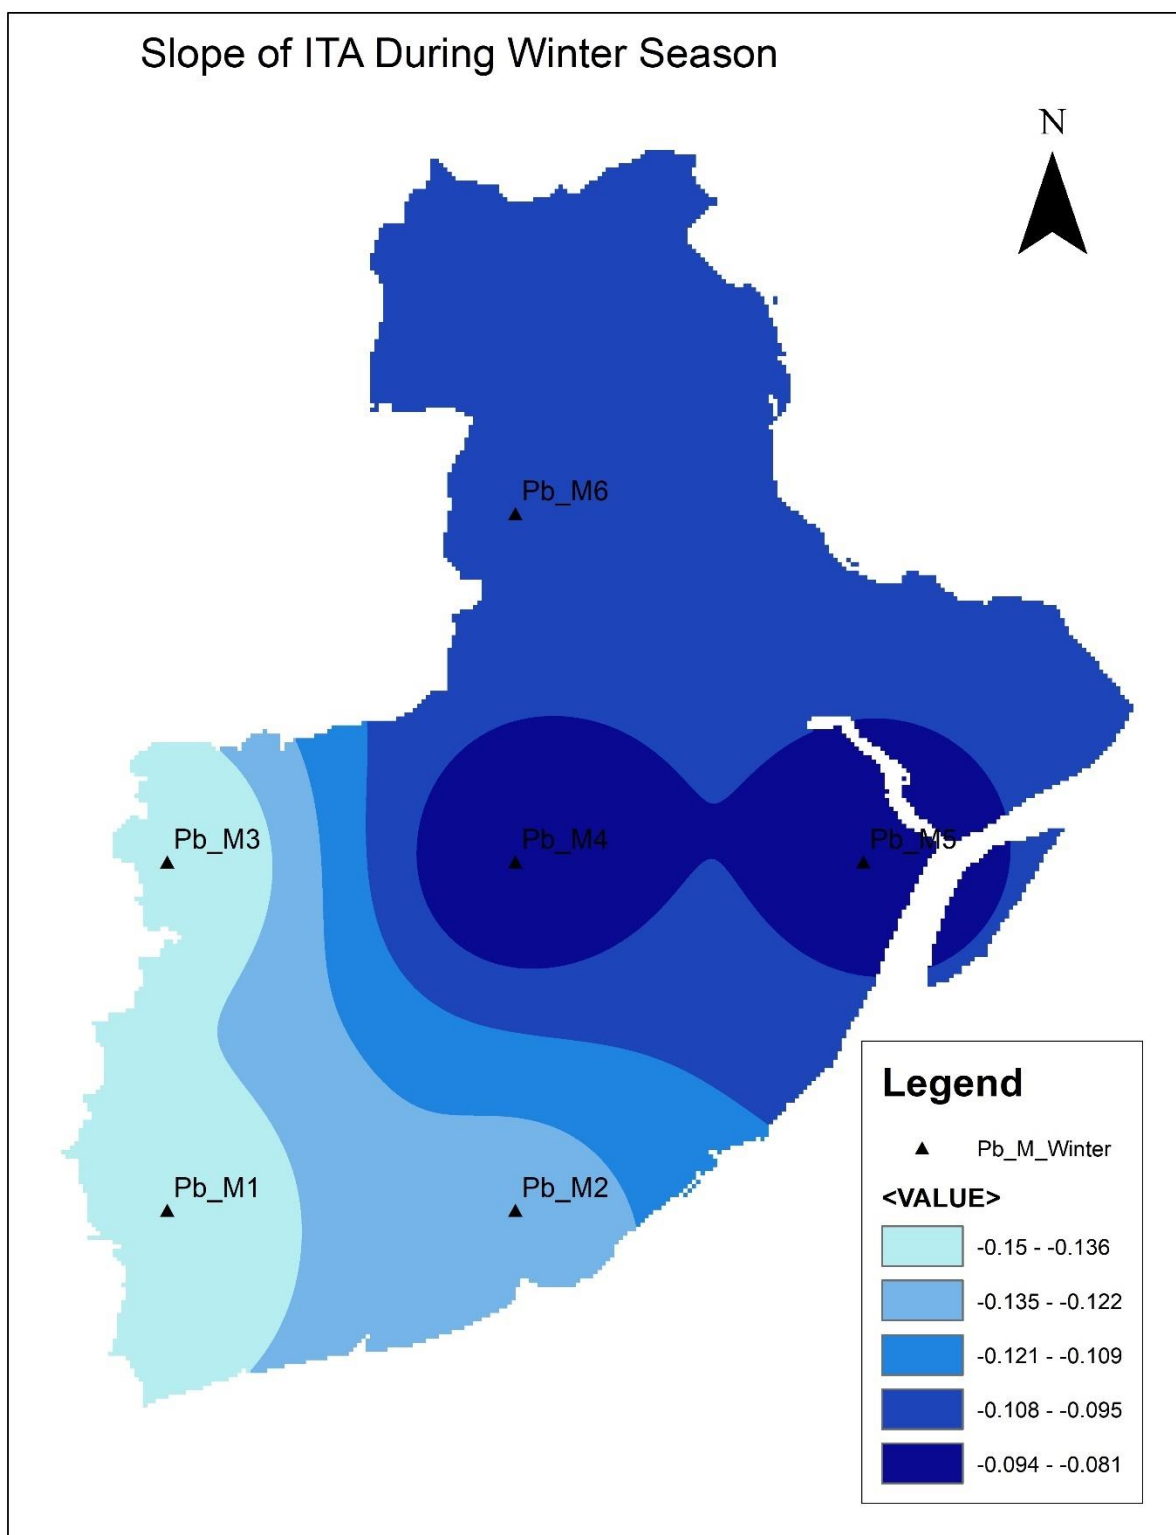 Slope of ITA During Winter Season
N
Pb_M6
Pb_M3
Pb_M4
Pb_M5
Pb_M1
Pb_M2
Legend
Pb_M_Winter
<VALUE>
-0.15 - -0.136
-0.135 - -0.122
-0.121 - -0.109
-0.108 - -0.095
-0.094 - -0.081